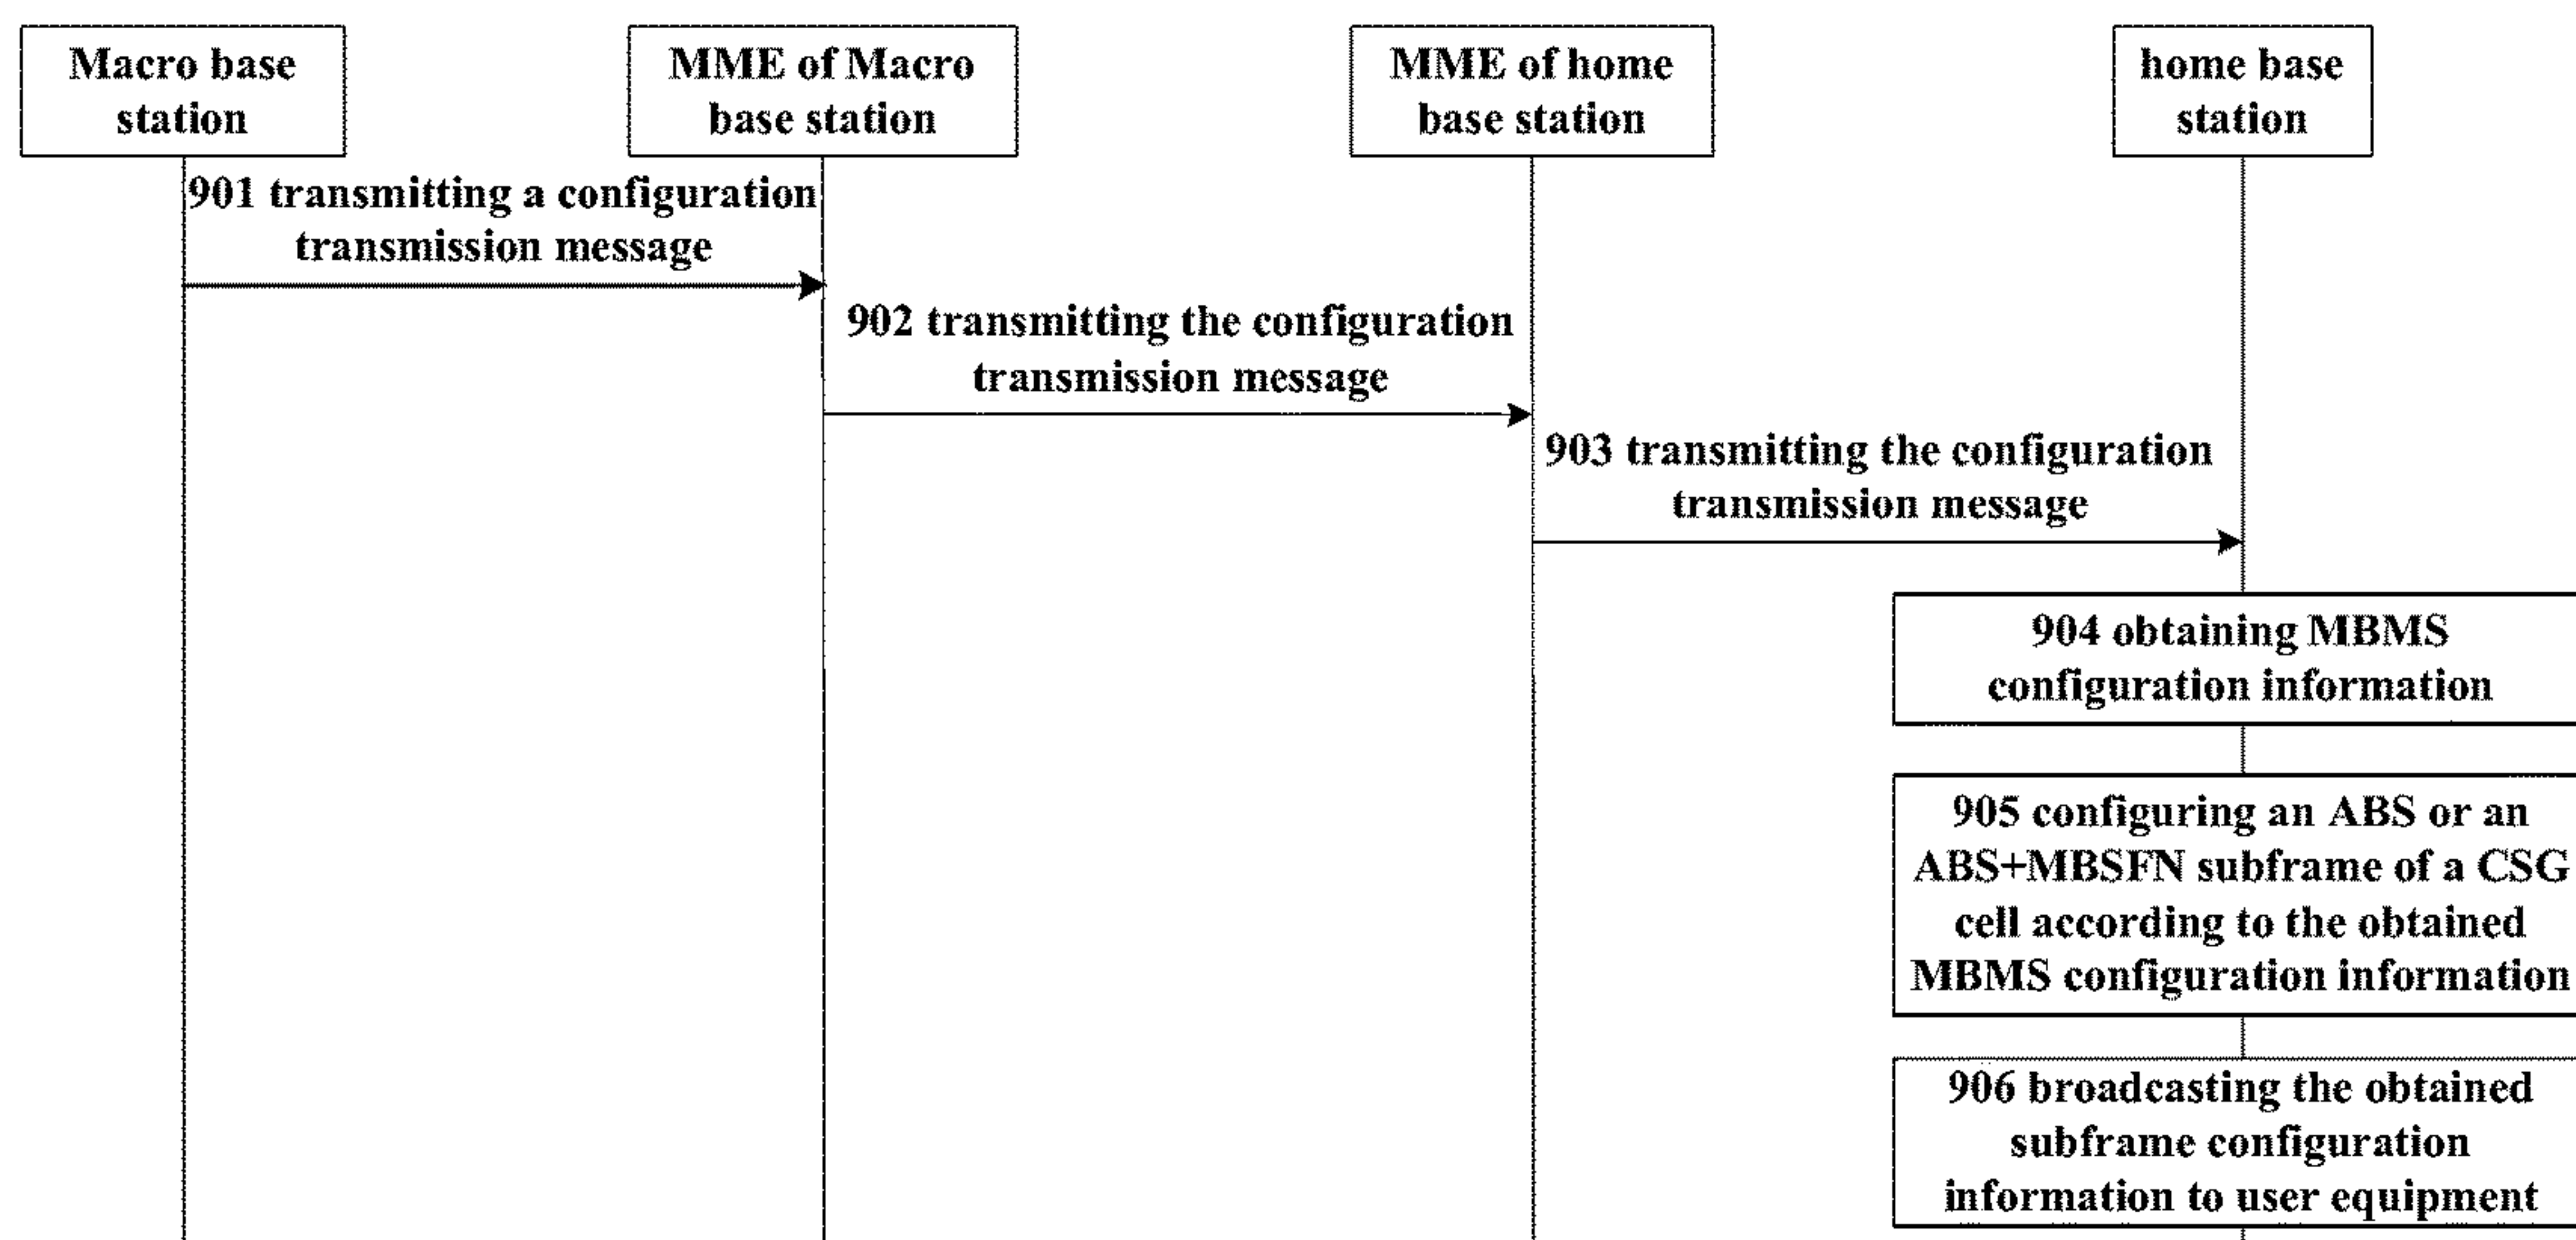 Macro base
station
MME of Macro
base station
MME of home
base station
home base
station
901 transmitting a configuration
transmission message
902 transmitting the configuration
transmission message
903 transmitting the configuration
transmission message
904 obtaining MBMS
configuration information
905 configuring an ABS or an
ABS+MBSFN subframe of a CSG
cell according to the obtained
MBMS configuration information
906 broadcasting the obtained
subframe configuration
information to user equipment